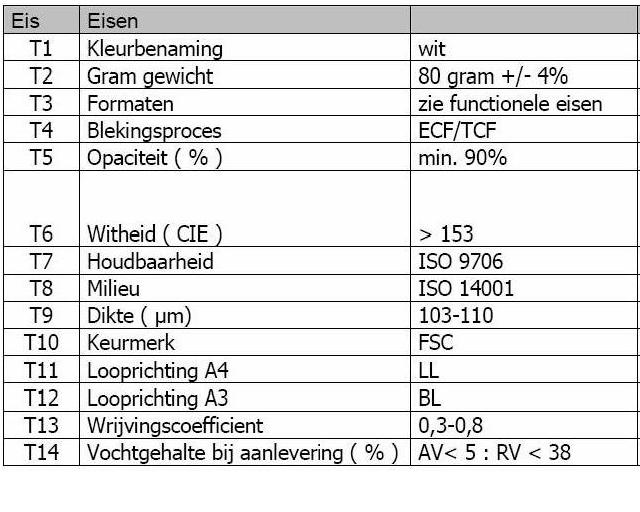 Eis Eisen
T1 Kleurbenaming wit
T2 Gram gewicht 80 gram +/- 4%
T3 Formaten zie functionele eisen
T4 Blekingsproces ECF/TCF
T5 Opaciteit ( % ) min. 90%
T6 Witheid ( CIE ) > 153
T7 Houdbaarheid ISO 9706
T8 Milieu ISO 14001
T9 Dikte ( µm) 103-110
T10 Keurmerk FSC
T11 Looprichting A4 LL
T12 Looprichting A3 BL
T13 Wrijvingscoefficient 0,3-0,8
T14 Vochtgehalte bij aanlevering ( % ) AV< 5 : RV < 38